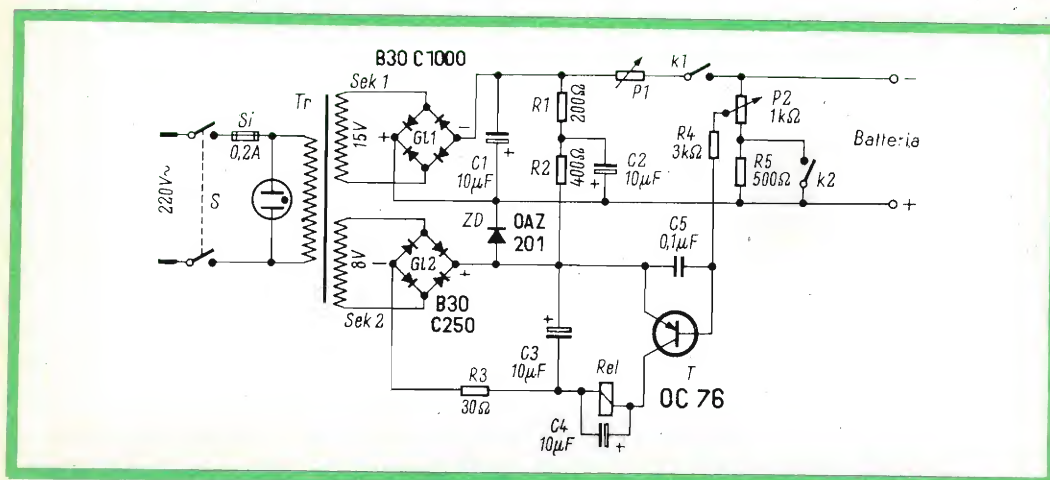 B30 C1000
Sek 1
Tr
Si
0,2A
220V~
S
15V
GL1
+
−
C1
10µF
+
R1
200Ω
R2
400Ω
C2
10µF
+
P1
k1
−
P2
1kΩ
R4
3kΩ
Batteria
R5
500Ω
k2
+
ZD
OAZ
201
8V
GL2
−
+
Sek 2
B30
C250
C5
0,1µF
+
C3
10µF
Rel
T
OC 76
R3
30Ω
C4
10µF
+